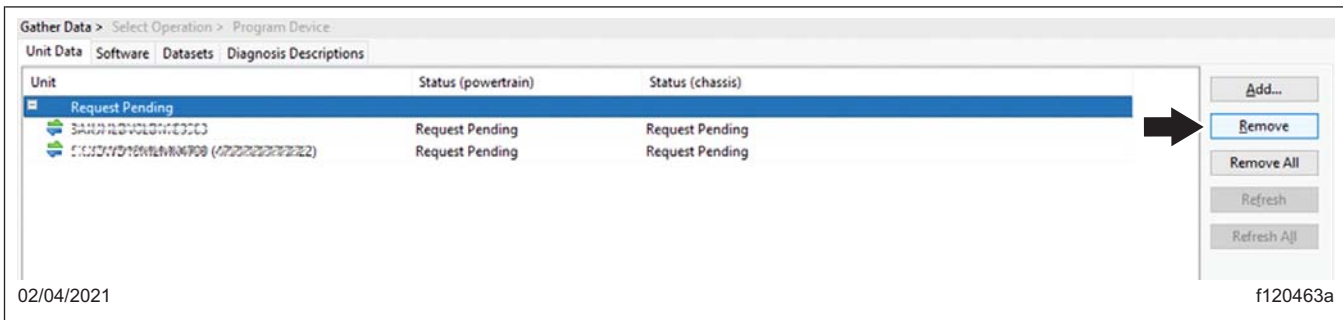 Gather Data > Select Operation > Program Device
Unit Data Software Datasets Diagnosis Descriptions
Unit Status (powertrain) Status (chassis)
Request Pending
Request Pending Request Pending
Request Pending Request Pending
Add...
Remove
Remove All
Refresh
Refresh All
02/04/2021 f120463a